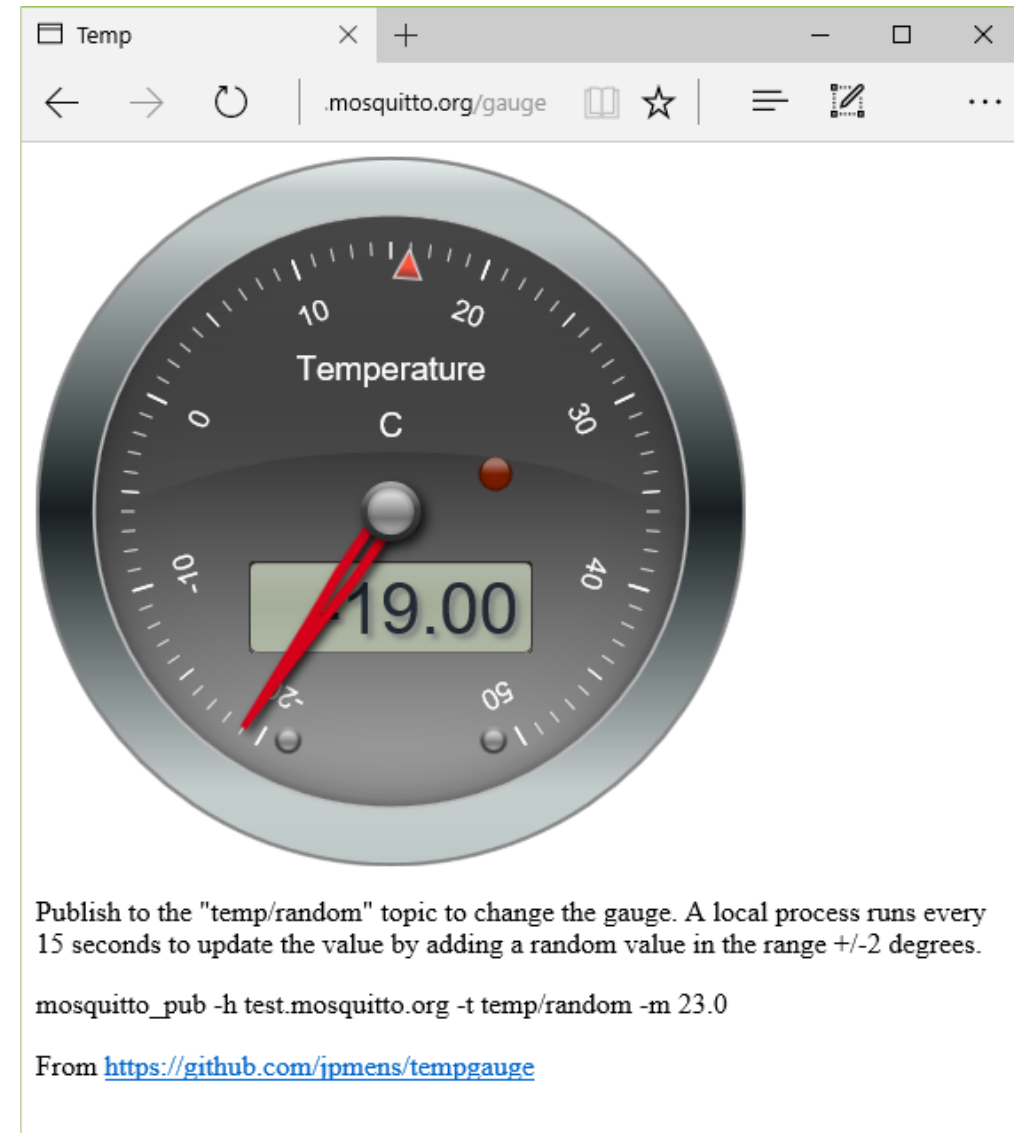 Temp
.mosquitto.org/gauge
10
20
Temperature
0
30
C
-10
40
-19.00
-20
50
Publish to the "temp/random" topic to change the gauge. A local process runs every
15 seconds to update the value by adding a random value in the range +/-2 degrees.
mosquitto_pub -h test.mosquitto.org -t temp/random -m 23.0
From https://github.com/jpmens/tempgauge